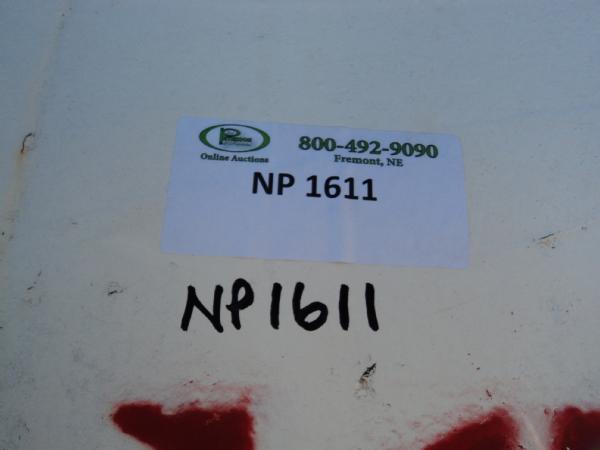 Online Auctions
800-492-9090
Fremont, NE
NP 1611
NP1611